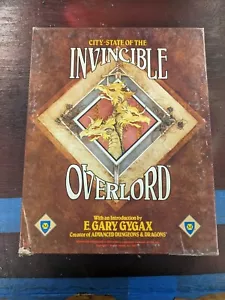 CITY·STATE OF THE
INVINCIBLE
OVERLORD
With an Introduction by
E. GARY GYGAX
Creator of ADVANCED DUNGEONS & DRAGONS®